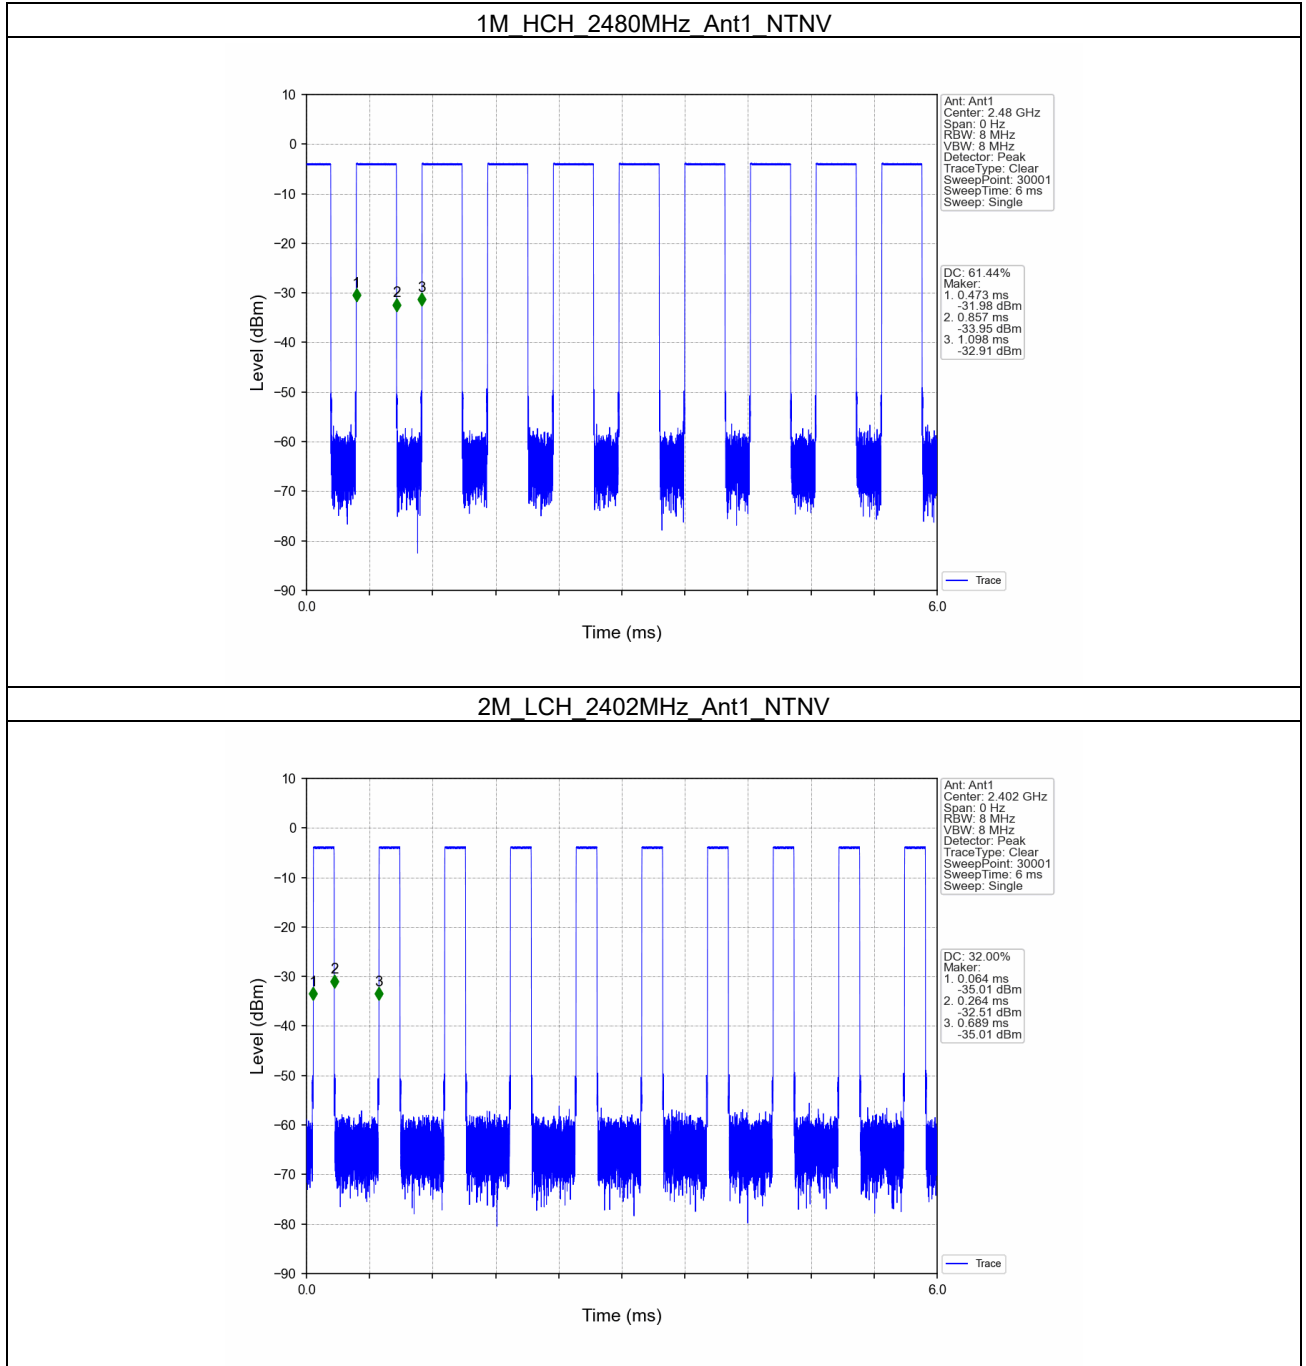 1M_HCH_2480MHz_Ant1_NTNV
10
0
−10
−20
−30
−40
−50
−60
−70
−80
−90
Level (dBm)
0.0
6.0
Time (ms)
1
2
3
Ant: Ant1
Center: 2.48 GHz
Span: 0 Hz
RBW: 8 MHz
VBW: 8 MHz
Detector: Peak
TraceType: Clear
SweepPoint: 30001
SweepTime: 6 ms
Sweep: Single
DC: 61.44%
Maker:
1. 0.473 ms
-31.98 dBm
2. 0.857 ms
-33.95 dBm
3. 1.098 ms
-32.91 dBm
Trace
2M_LCH_2402MHz_Ant1_NTNV
10
0
−10
−20
−30
−40
−50
−60
−70
−80
−90
Level (dBm)
0.0
6.0
Time (ms)
1
2
3
Ant: Ant1
Center: 2.402 GHz
Span: 0 Hz
RBW: 8 MHz
VBW: 8 MHz
Detector: Peak
TraceType: Clear
SweepPoint: 30001
SweepTime: 6 ms
Sweep: Single
DC: 32.00%
Maker:
1. 0.064 ms
-35.01 dBm
2. 0.264 ms
-32.51 dBm
3. 0.689 ms
-35.01 dBm
Trace